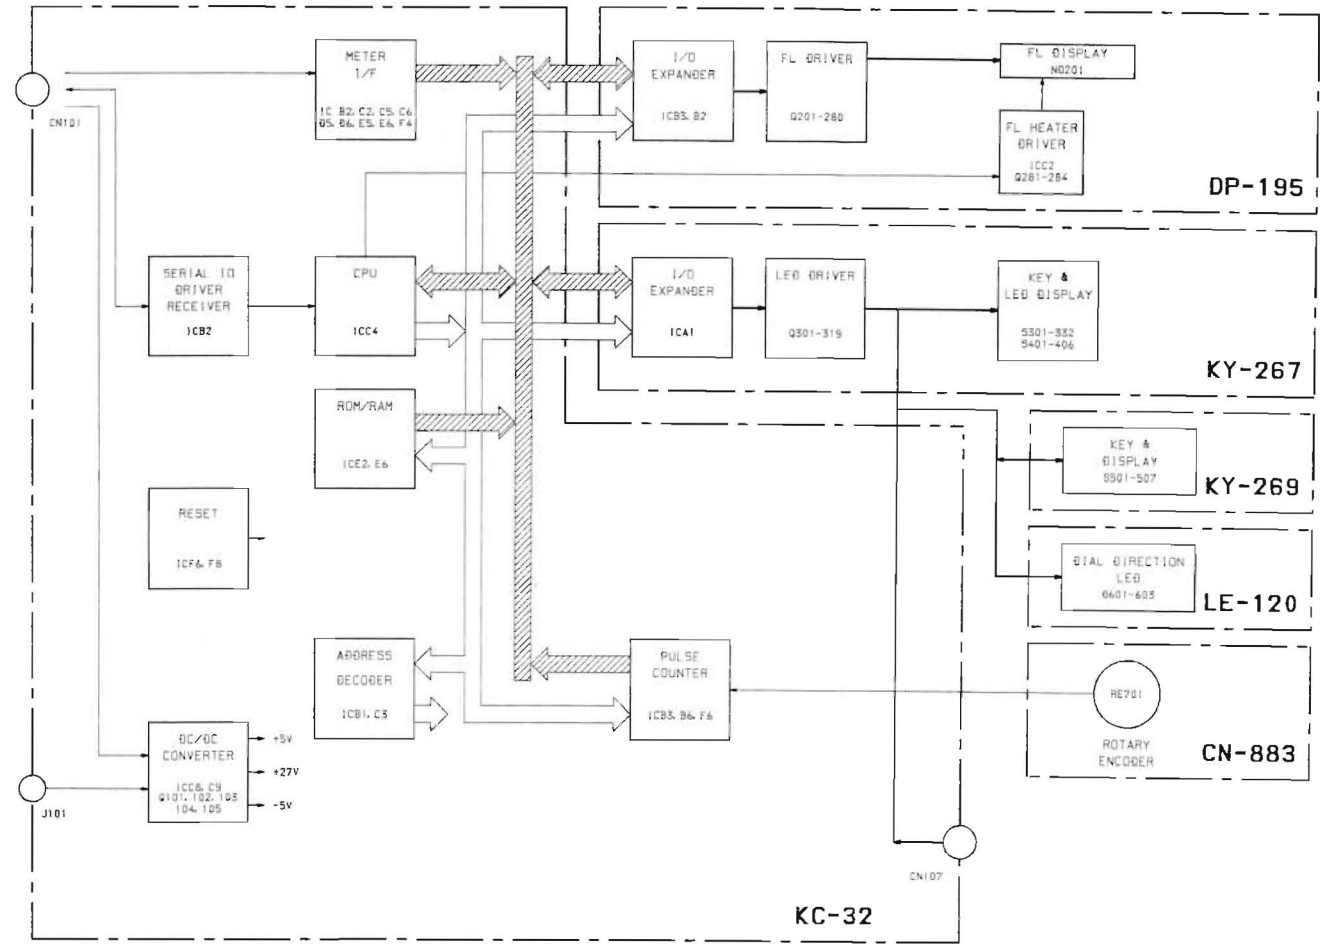 METER
I/F
IC B2, C2, C5, C6
D5, D6, E5, E6, F4
CN101
I/O
EXPANDER
ICB3, B2
FL DRIVER
Q201-280
FL DISPLAY
ND201
FL HEATER
DRIVER
ICC2
Q281-284
DP-195
SERIAL IO
DRIVER
RECEIVER
ICB2
CPU
ICC4
I/O
EXPANDER
ICA1
LED DRIVER
Q301-319
KEY &
LED DISPLAY
S301-332
S401-406
KY-267
ROM/RAM
ICE2, E6
KEY &
DISPLAY
S501-507
KY-269
RESET
ICF6, F8
DIAL DIRECTION
LED
D601-603
LE-120
ADDRESS
DECODER
ICB1, C3
PULSE
COUNTER
ICB3, B6, F6
RE701
ROTARY
ENCODER
CN-883
DC/DC
CONVERTER
ICC8, C9
Q101, 102, 103
104, 105
+5V
+27V
-5V
J101
CN107
KC-32